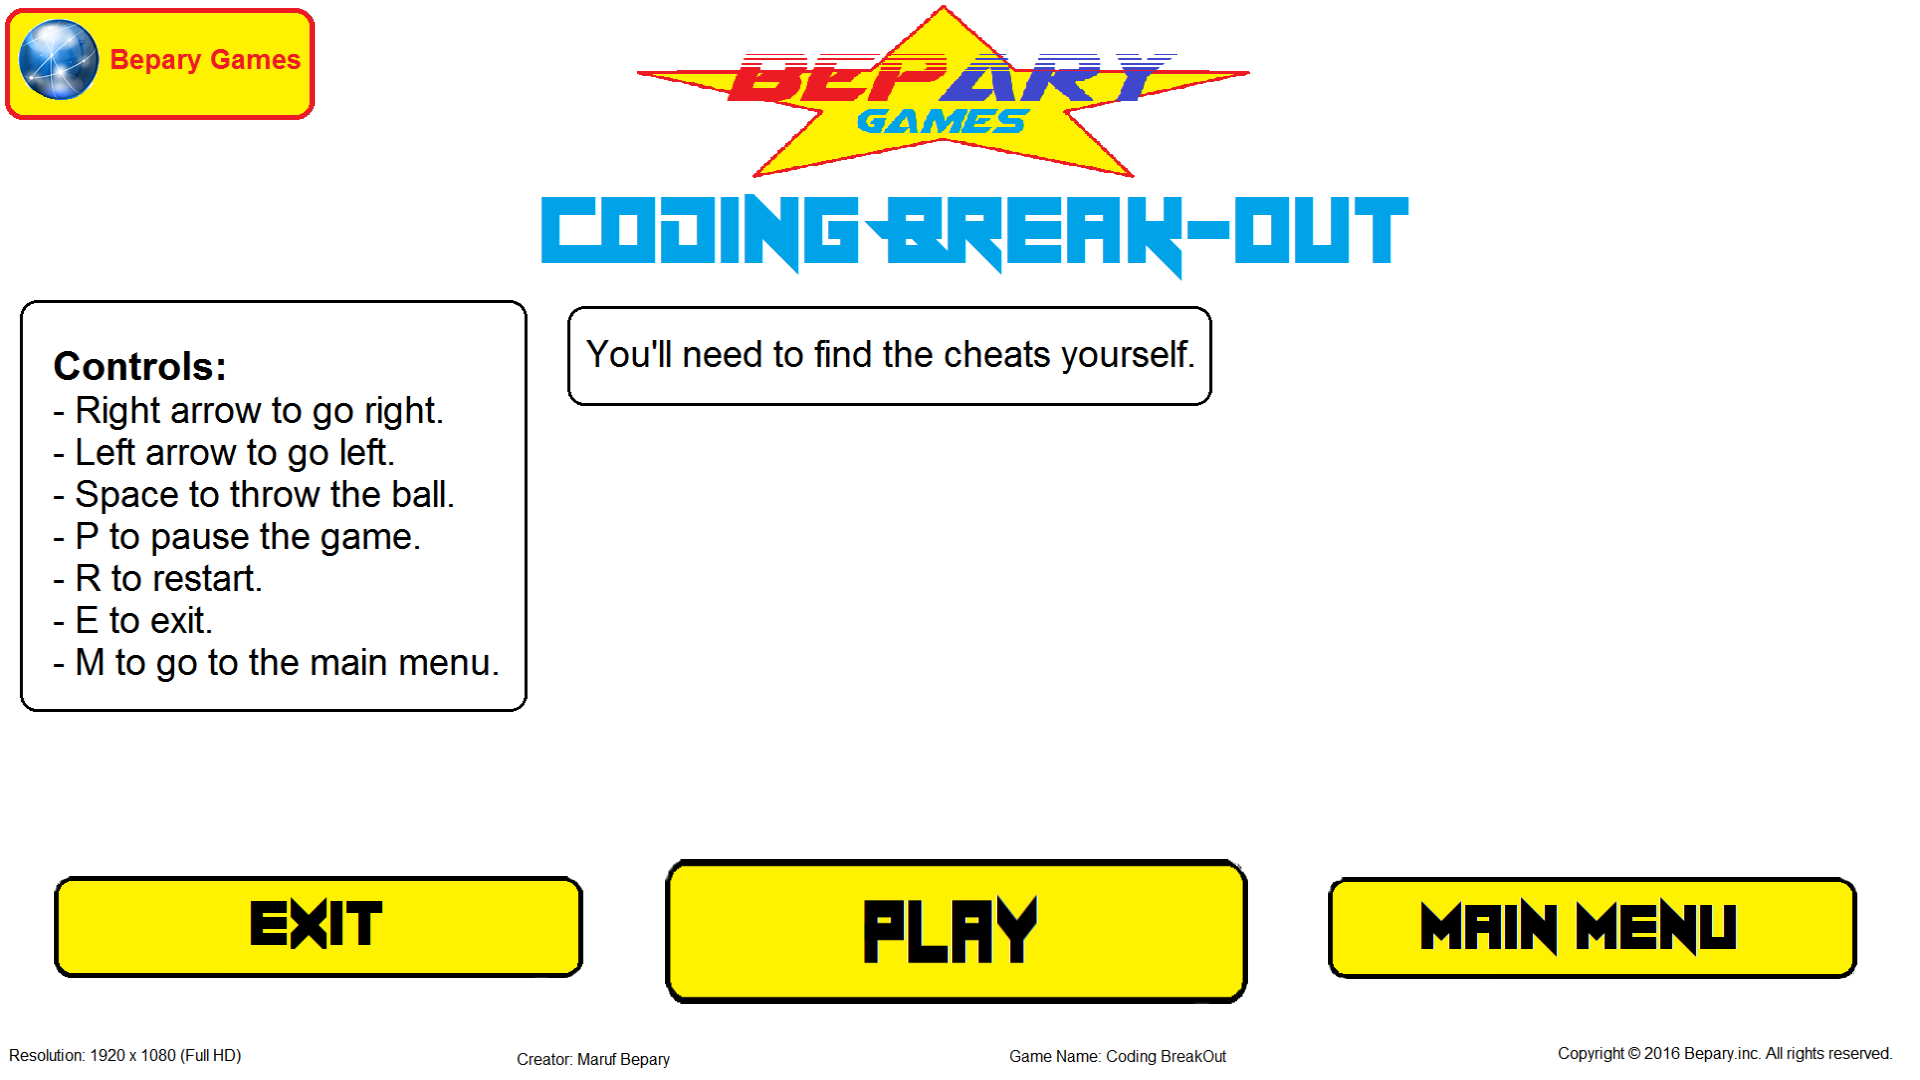 Bepary Games
BEPARY
GAMES
CODING BREAK-OUT
Controls:
- Right arrow to go right.
- Left arrow to go left.
- Space to throw the ball.
- P to pause the game.
- R to restart.
- E to exit.
- M to go to the main menu.
You'll need to find the cheats yourself.
EXIT
PLAY
MAIN MENU
Resolution: 1920 x 1080 (Full HD)
Creator: Maruf Bepary
Game Name: Coding BreakOut
Copyright © 2016 Bepary.inc. All rights reserved.